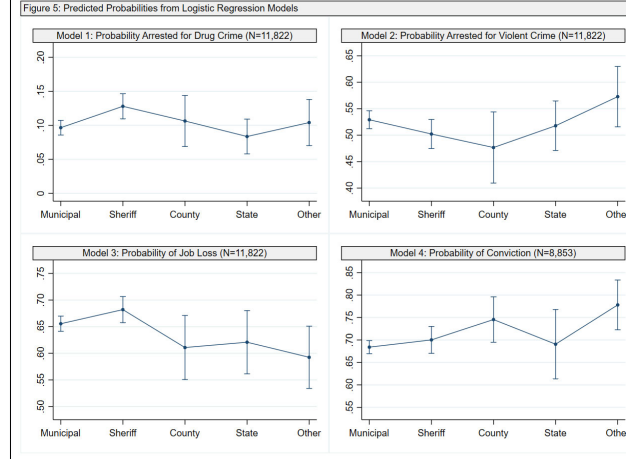 Figure 5: Predicted Probabilities from Logistic Regression Models
Model 1: Probability Arrested for Drug Crime (N=11,822)
.20
.15
.10
.05
0
Municipal Sheriff County State Other
Model 2: Probability Arrested for Violent Crime (N=11,822)
.65
.60
.55
.50
.45
.40
Municipal Sheriff County State Othe
Model 3: Probability of Job Loss (N=11,822)
.75
.70
.65
.60
.55
.50
Municipal Sheriff County State Other
Model 4: Probability of Conviction (N=8,853)
.85
.80
.75
.70
.65
.60
.55
Municipal Sheriff County State Othe